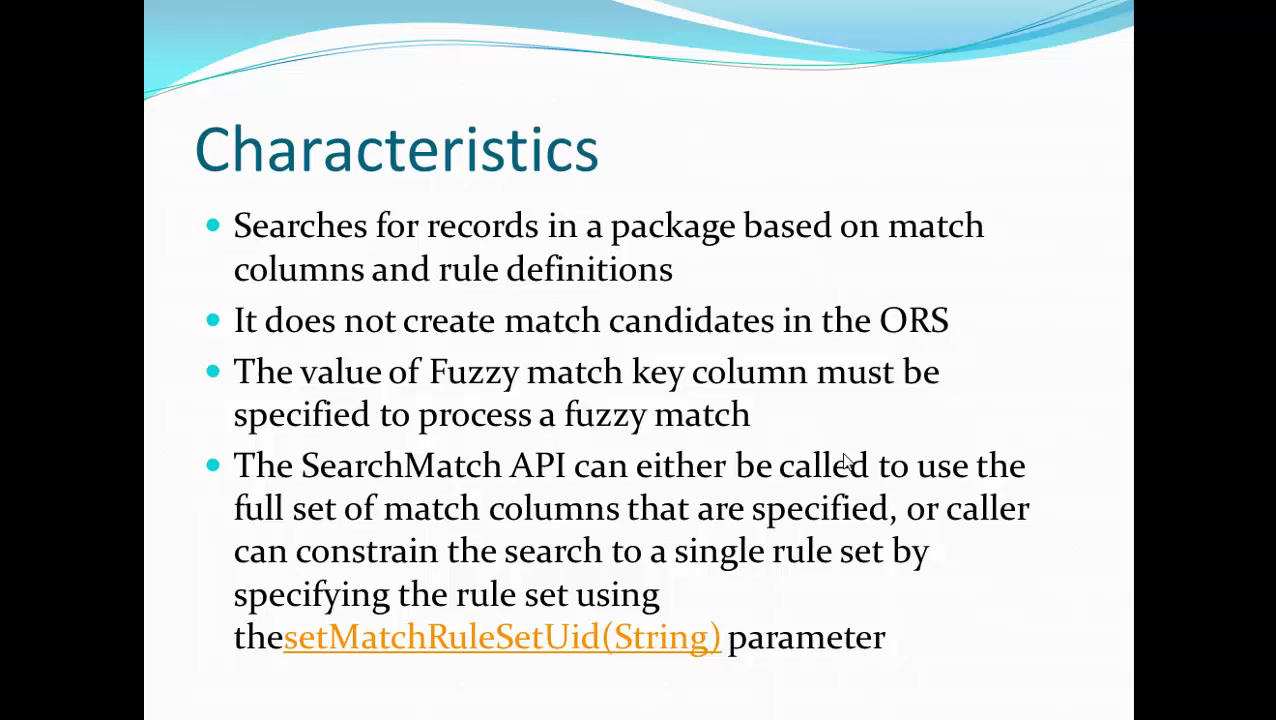 Characteristics
Searches for records in a package based on match
columns and rule definitions
It does not create match candidates in the ORS
The value of Fuzzy match key column must be
specified to process a fuzzy match
The SearchMatch API can either be called to use the
full set of match columns that are specified, or caller
can constrain the search to a single rule set by
specifying the rule set using
thesetMatchRuleSetUid(String) parameter